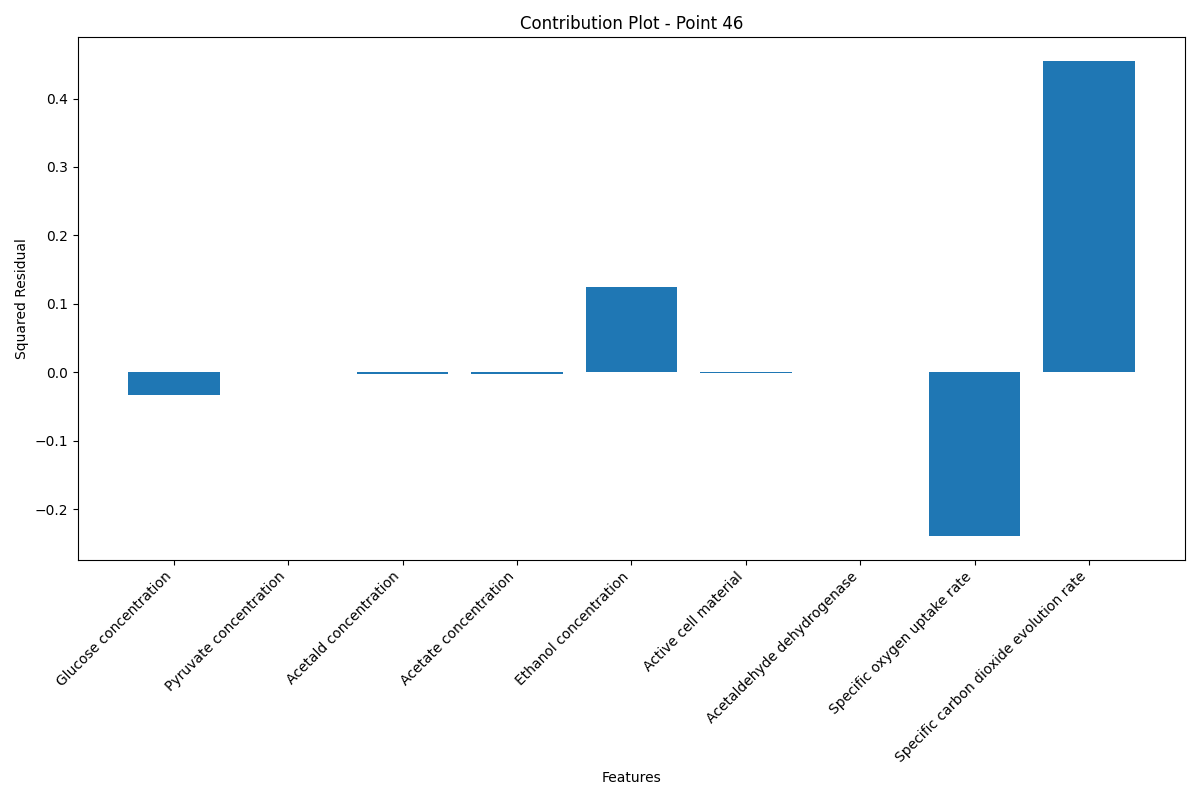 Contribution Plot - Point 46
Squared Residual
0.4
0.3
0.2
0.1
0.0
−0.1
−0.2
Glucose concentration
Pyruvate concentration
Acetald concentration
Acetate concentration
Ethanol concentration
Active cell material
Acetaldehyde dehydrogenase
Specific oxygen uptake rate
Specific carbon dioxide evolution rate
Features